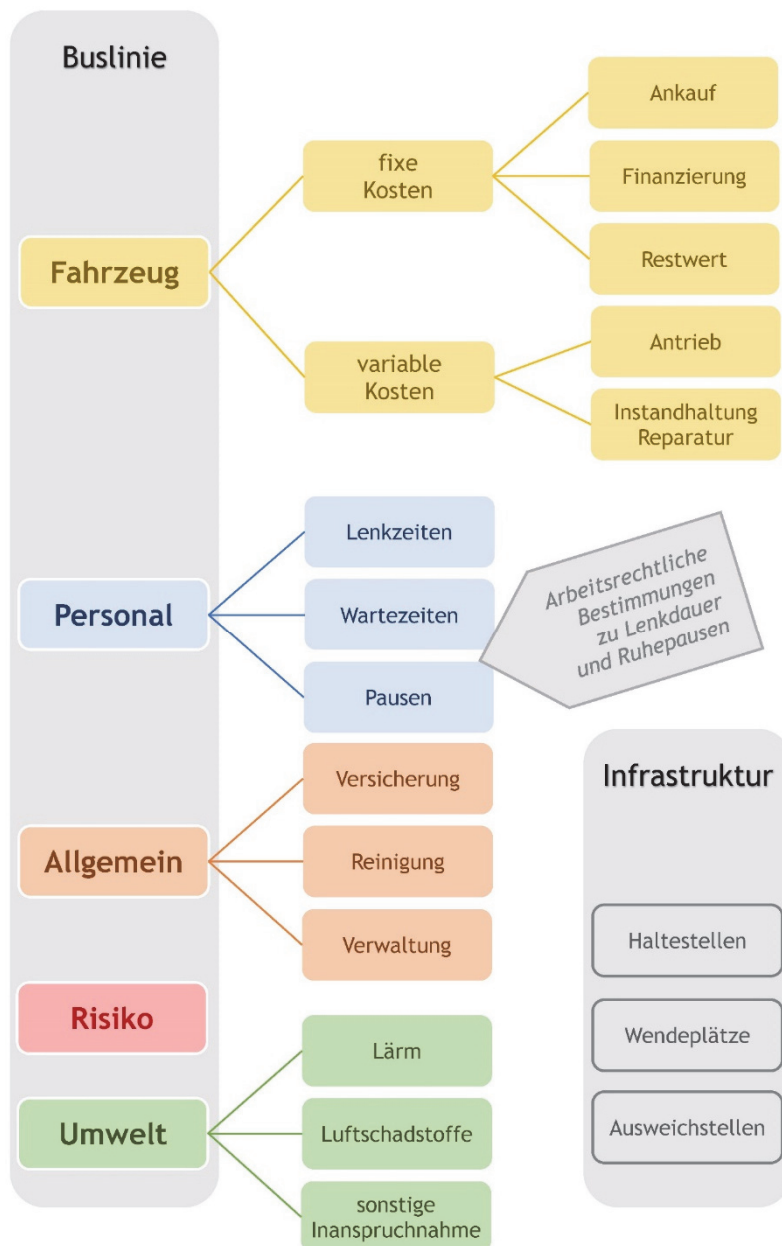 Buslinie
Fahrzeug
fixe
Kosten
Ankauf
Finanzierung
Restwert
variable
Kosten
Antrieb
Instandhaltung
Reparatur
Personal
Lenkzeiten
Wartezeiten
Pausen
Arbeitsrechtliche
Bestimmungen
zu Lenkdauer
und Ruhepausen
Allgemein
Versicherung
Reinigung
Verwaltung
Risiko
Umwelt
Lärm
Luftschadstoffe
sonstige
Inanspruchnahme
Infrastruktur
Haltestellen
Wendeplätze
Ausweichstellen